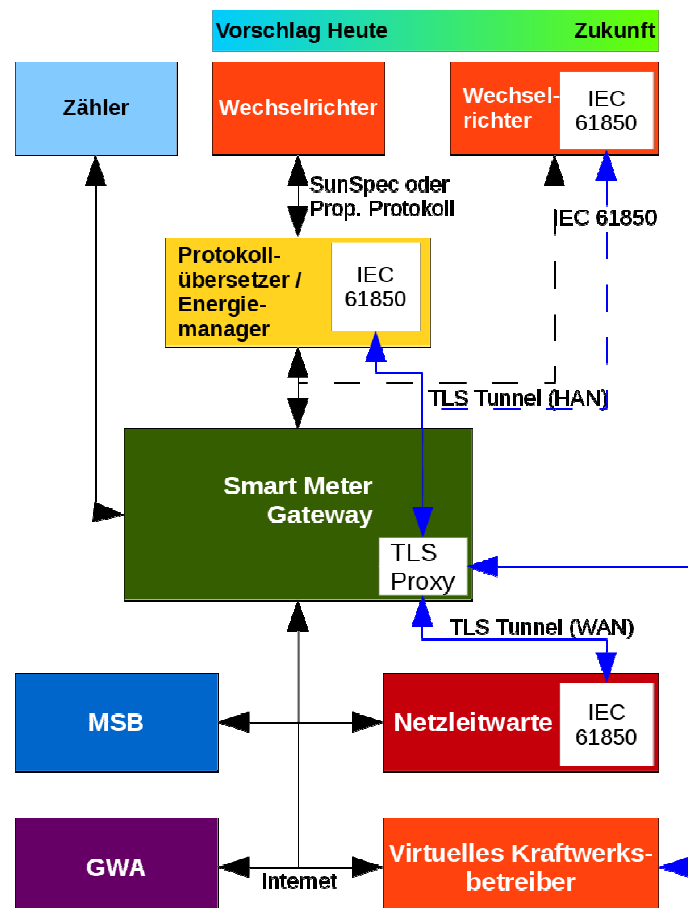 Vorschlag Heute Zukunft
Zähler
Wechselrichter
Wechsel-
richter
IEC
61850
SunSpec oder
Prop. Protokoll
IEC 61850
Protokoll-
übersetzer /
Energie-
manager
IEC
61850
TLS Tunnel (HAN)
Smart Meter
Gateway
TLS
Proxy
TLS Tunnel (WAN)
MSB
Netzleitwarte
IEC
61850
GWA
Internet
Virtuelles Kraftwerks-
betreiber